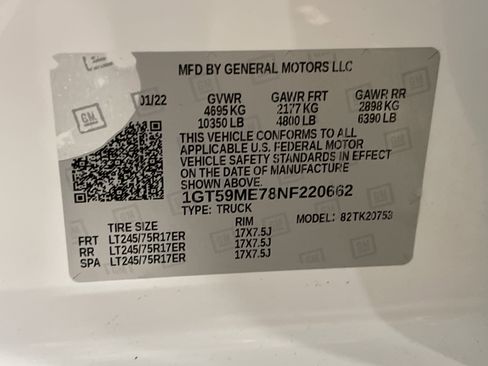 MFD BY GENERAL MOTORS LLC
01/22 GVWR GAWR FRT GAWR RR
4695 KG 2177 KG 2898 KG
10350 LB 4800 LB 6390 LB
THIS VEHICLE CONFORMS TO ALL
APPLICABLE U.S. FEDERAL MOTOR
VEHICLE SAFETY STANDARDS IN EFFECT
ON THE DATE OF MANUFACTURE
SHOWN ABOVE.
1GT59ME78NF220662
TYPE: TRUCK MODEL: 82TK20753
TIRE SIZE RIM
FRT LT245/75R17ER 17X7.5J
RR LT245/75R17ER 17X7.5J
SPA LT245/75R17ER 17X7.5J
GM